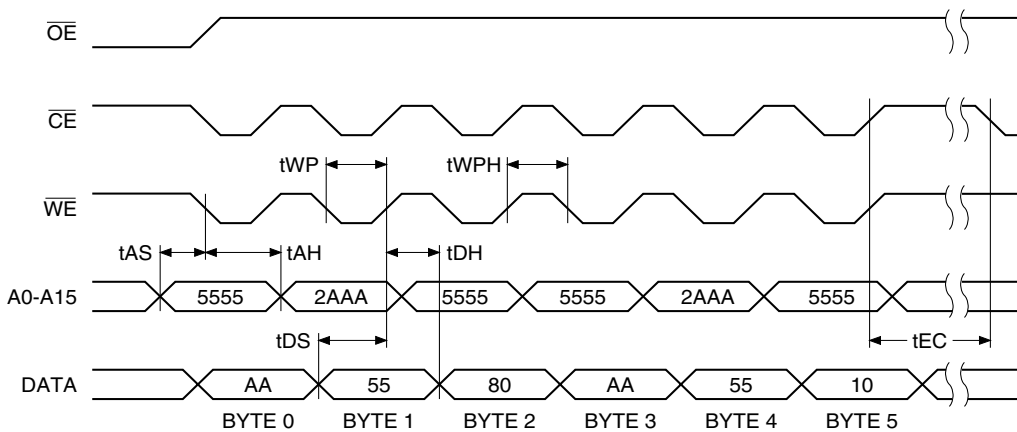 OE
CE
tWP
tWPH
WE
tAS
tAH
tDH
A0-A15
5555
2AAA
5555
5555
2AAA
5555
tDS
tEC
DATA
AA
55
80
AA
55
10
BYTE 0
BYTE 1
BYTE 2
BYTE 3
BYTE 4
BYTE 5